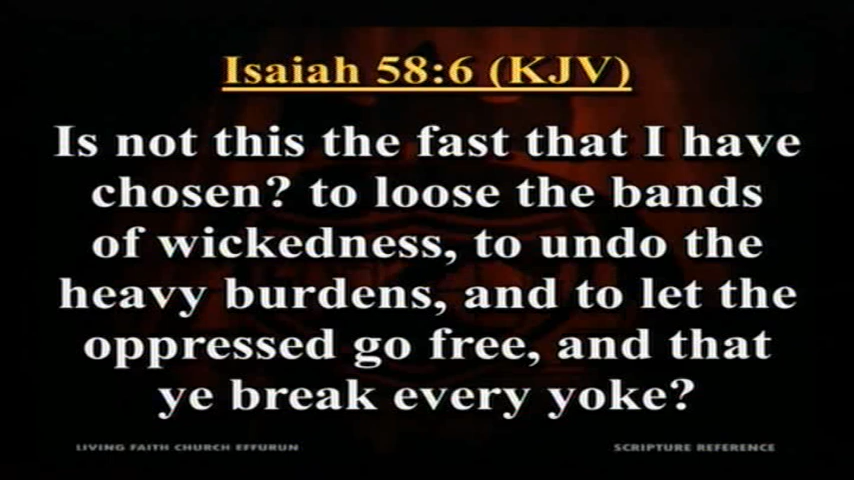 Isaiah 58:6 (KJV)
Is not this the fast that I have
chosen? to loose the bands
of wickedness, to undo the
heavy burdens, and to let the
oppressed go free, and that
ye break every yoke?
LIVING FAITH CHURCH EFFURUN
SCRIPTURE REFERENCE